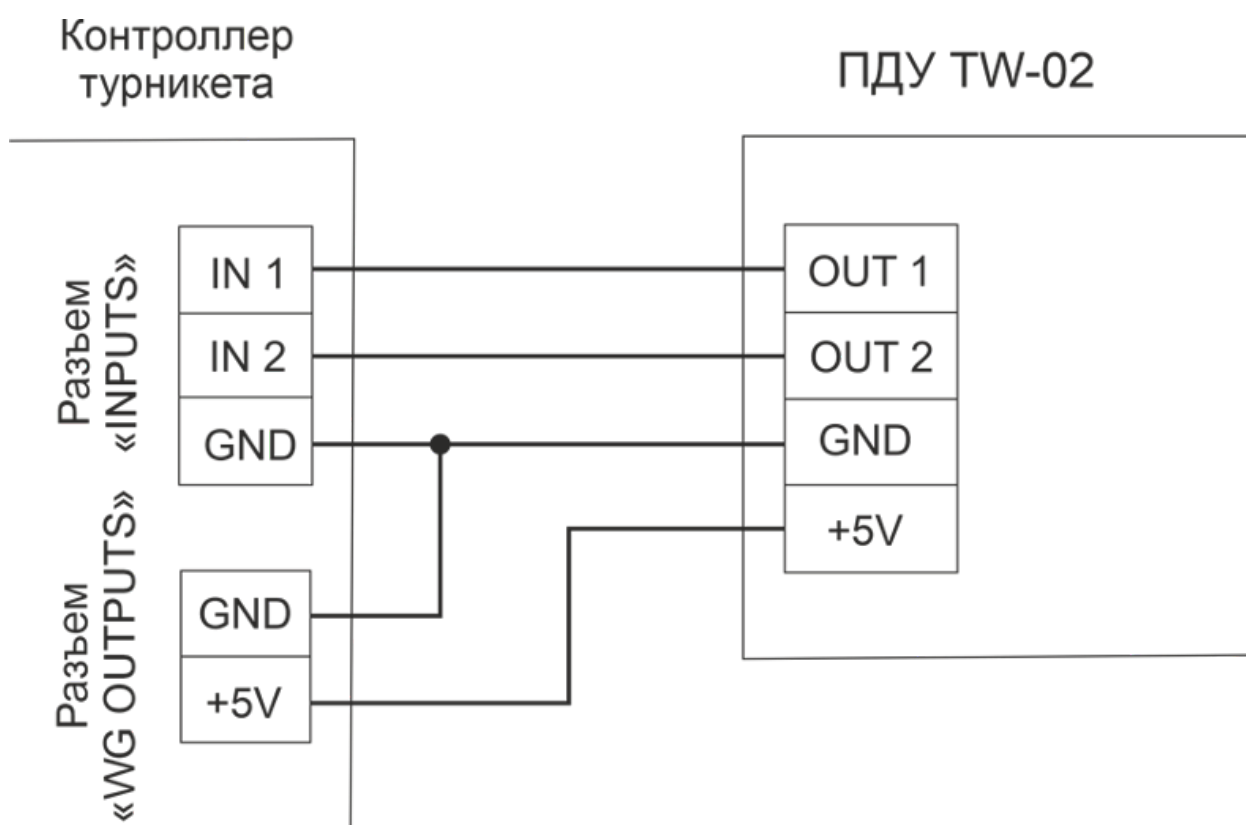 Контроллер
турникета
ПДУ TW-02
Разъем
«INPUTS»
IN 1
IN 2
GND
Разъем
«WG OUTPUTS»
GND
+5V
OUT 1
OUT 2
GND
+5V